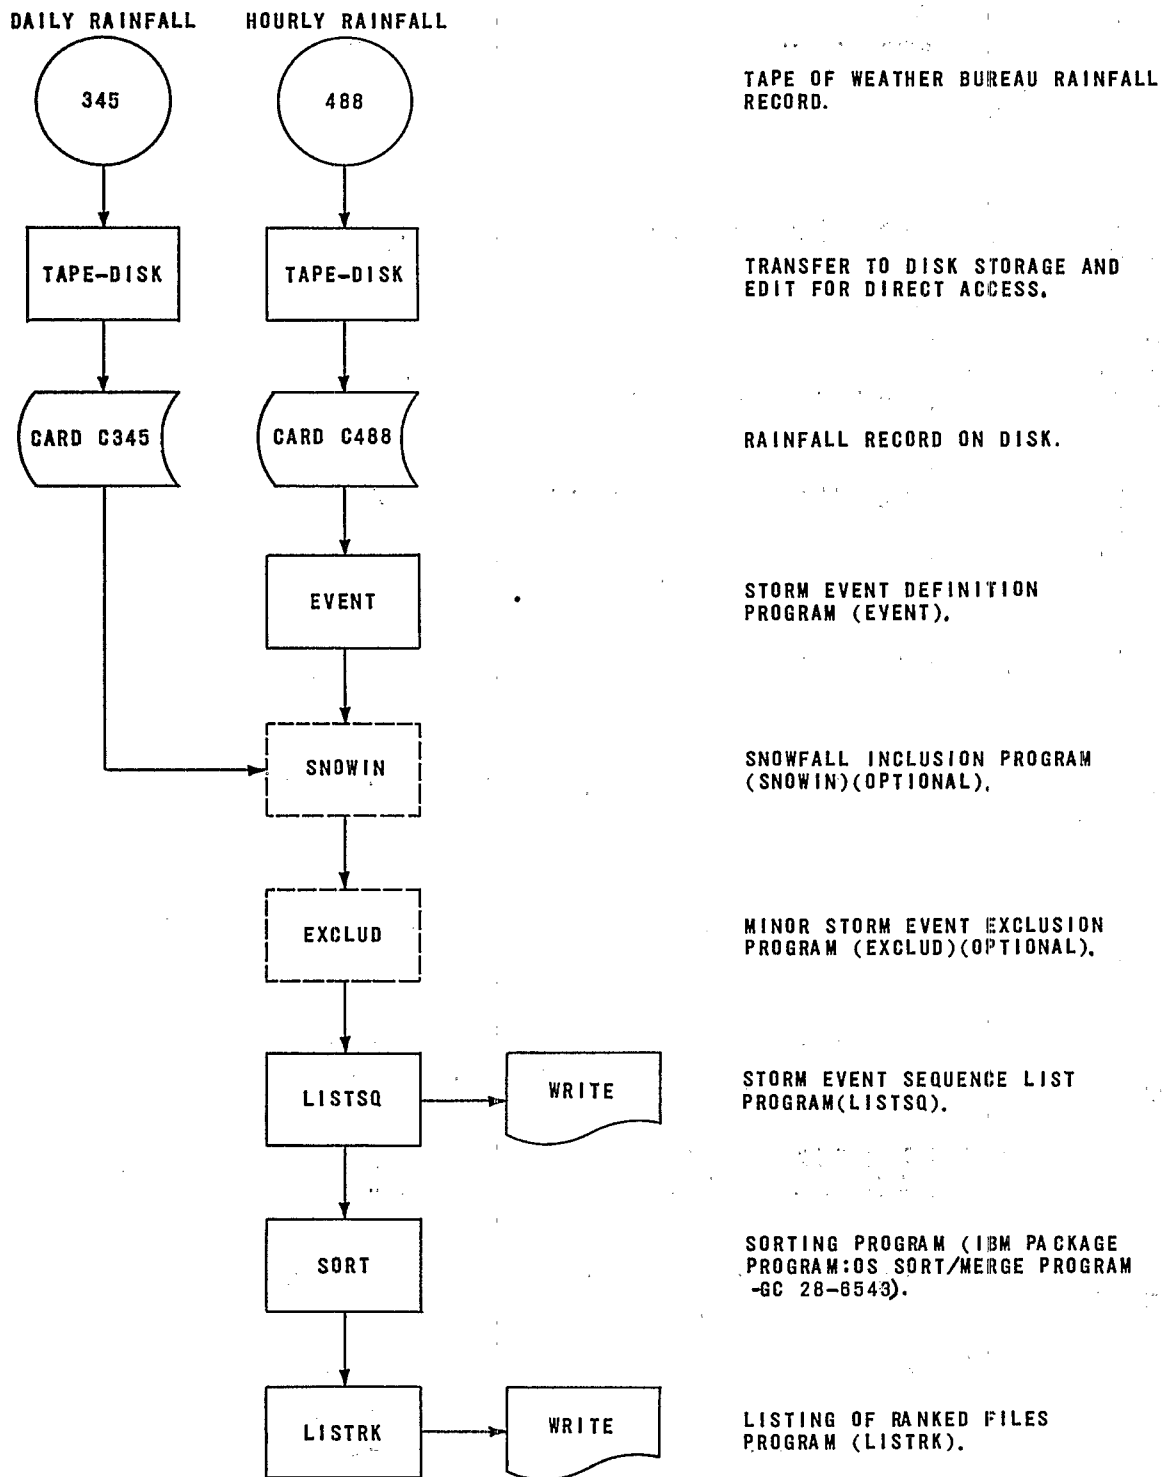 DAILY RAINFALL
HOURLY RAINFALL
345
488
TAPE OF WEATHER BUREAU RAINFALL
RECORD.
TAPE-DISK
TAPE-DISK
TRANSFER TO DISK STORAGE AND
EDIT FOR DIRECT ACCESS.
CARD C345
CARD C488
RAINFALL RECORD ON DISK.
EVENT
STORM EVENT DEFINITION
PROGRAM (EVENT).
SNOWIN
SNOWFALL INCLUSION PROGRAM
(SNOWIN)(OPTIONAL).
EXCLUD
MINOR STORM EVENT EXCLUSION
PROGRAM (EXCLUD)(OPTIONAL).
LISTSQ
WRITE
STORM EVENT SEQUENCE LIST
PROGRAM(LISTSQ).
SORT
SORTING PROGRAM (IBM PACKAGE
PROGRAM:OS SORT/MERGE PROGRAM
-GC 28-6543).
LISTRK
WRITE
LISTING OF RANKED FILES
PROGRAM (LISTRK).